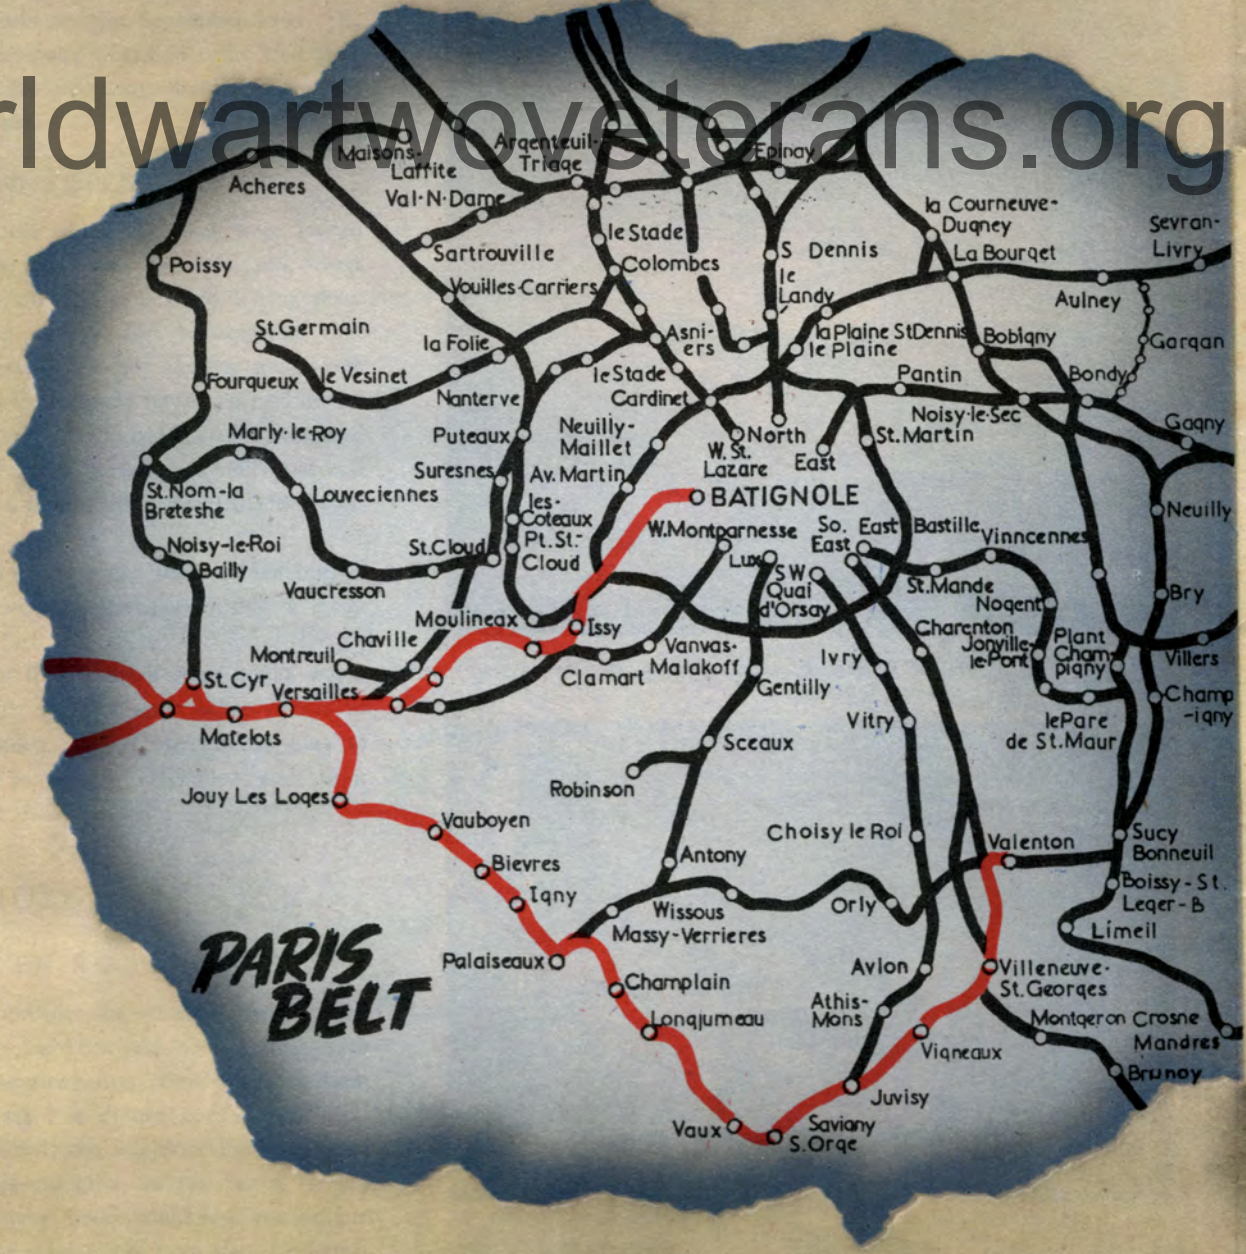 rldwartwoveterans.org
Argenteuil-
Triage
Epinay
Maisons-
Laffite
Acheres
Val-N-Dame
la Courneuve-
Dugney
Sevran-
Livry
le Stade
Sartrouville
S Dennis
La Bourget
Poissy
Colombes
le
Landy
Vouilles-Carriers
Aulney
St.Germain
la Folie
Asni-
ers
la Plaine St Dennis
le Plaine
Bobigny
Gargan
Fourqueux
le Vesinet
le Stade
Pantin
Bondy
Nanterve
Cardinet
Noisy-le-Sec
Gagny
Marly-le-Roy
Puteaux
Neuilly-
Maillet
W. St.
Lazare
North
East
St.Martin
Suresnes
Av. Martin
St.Nom-la
Breteshe
Louveciennes
les-
Coteaux
BATIGNOLE
Neuilly
Pt.St.-
Cloud
W.Montparnesse
So.
East
East
Bastille
Vinncennes
Noisy-le-Roi
Bailly
St.Cloud
Lux
Vaucresson
SW
Quai
d'Orsay
St.Mande
Nogent
Bry
Moulineax
Issy
Chaville
Charenton
Jonville-
le-Pont
Plant
Cham-
pigny
Montreuil
Vanvas-
Malakoff
Ivry
Villers
St. Cyr
Versailles
Clamart
Gentilly
Champ
-igny
Matelots
Vitry
lePare
de St.Maur
Sceaux
Robinson
Jouy Les Loges
Vauboyen
Choisy le Roi
Valenton
Sucy
Bonneuil
Bievres
Antony
Igny
Boissy-St.
Leger-B
Wissous
Orly
Massy-Verrieres
Limeil
PARIS
BELT
Palaiseaux
Avlon
Villeneuve-
St.Georges
Champlain
Athis-
Mons
Longjumeau
Montgeron
Crosne
Mandres
Vigneaux
Brunoy
Juvisy
Vaux
Savigny
S.Orge